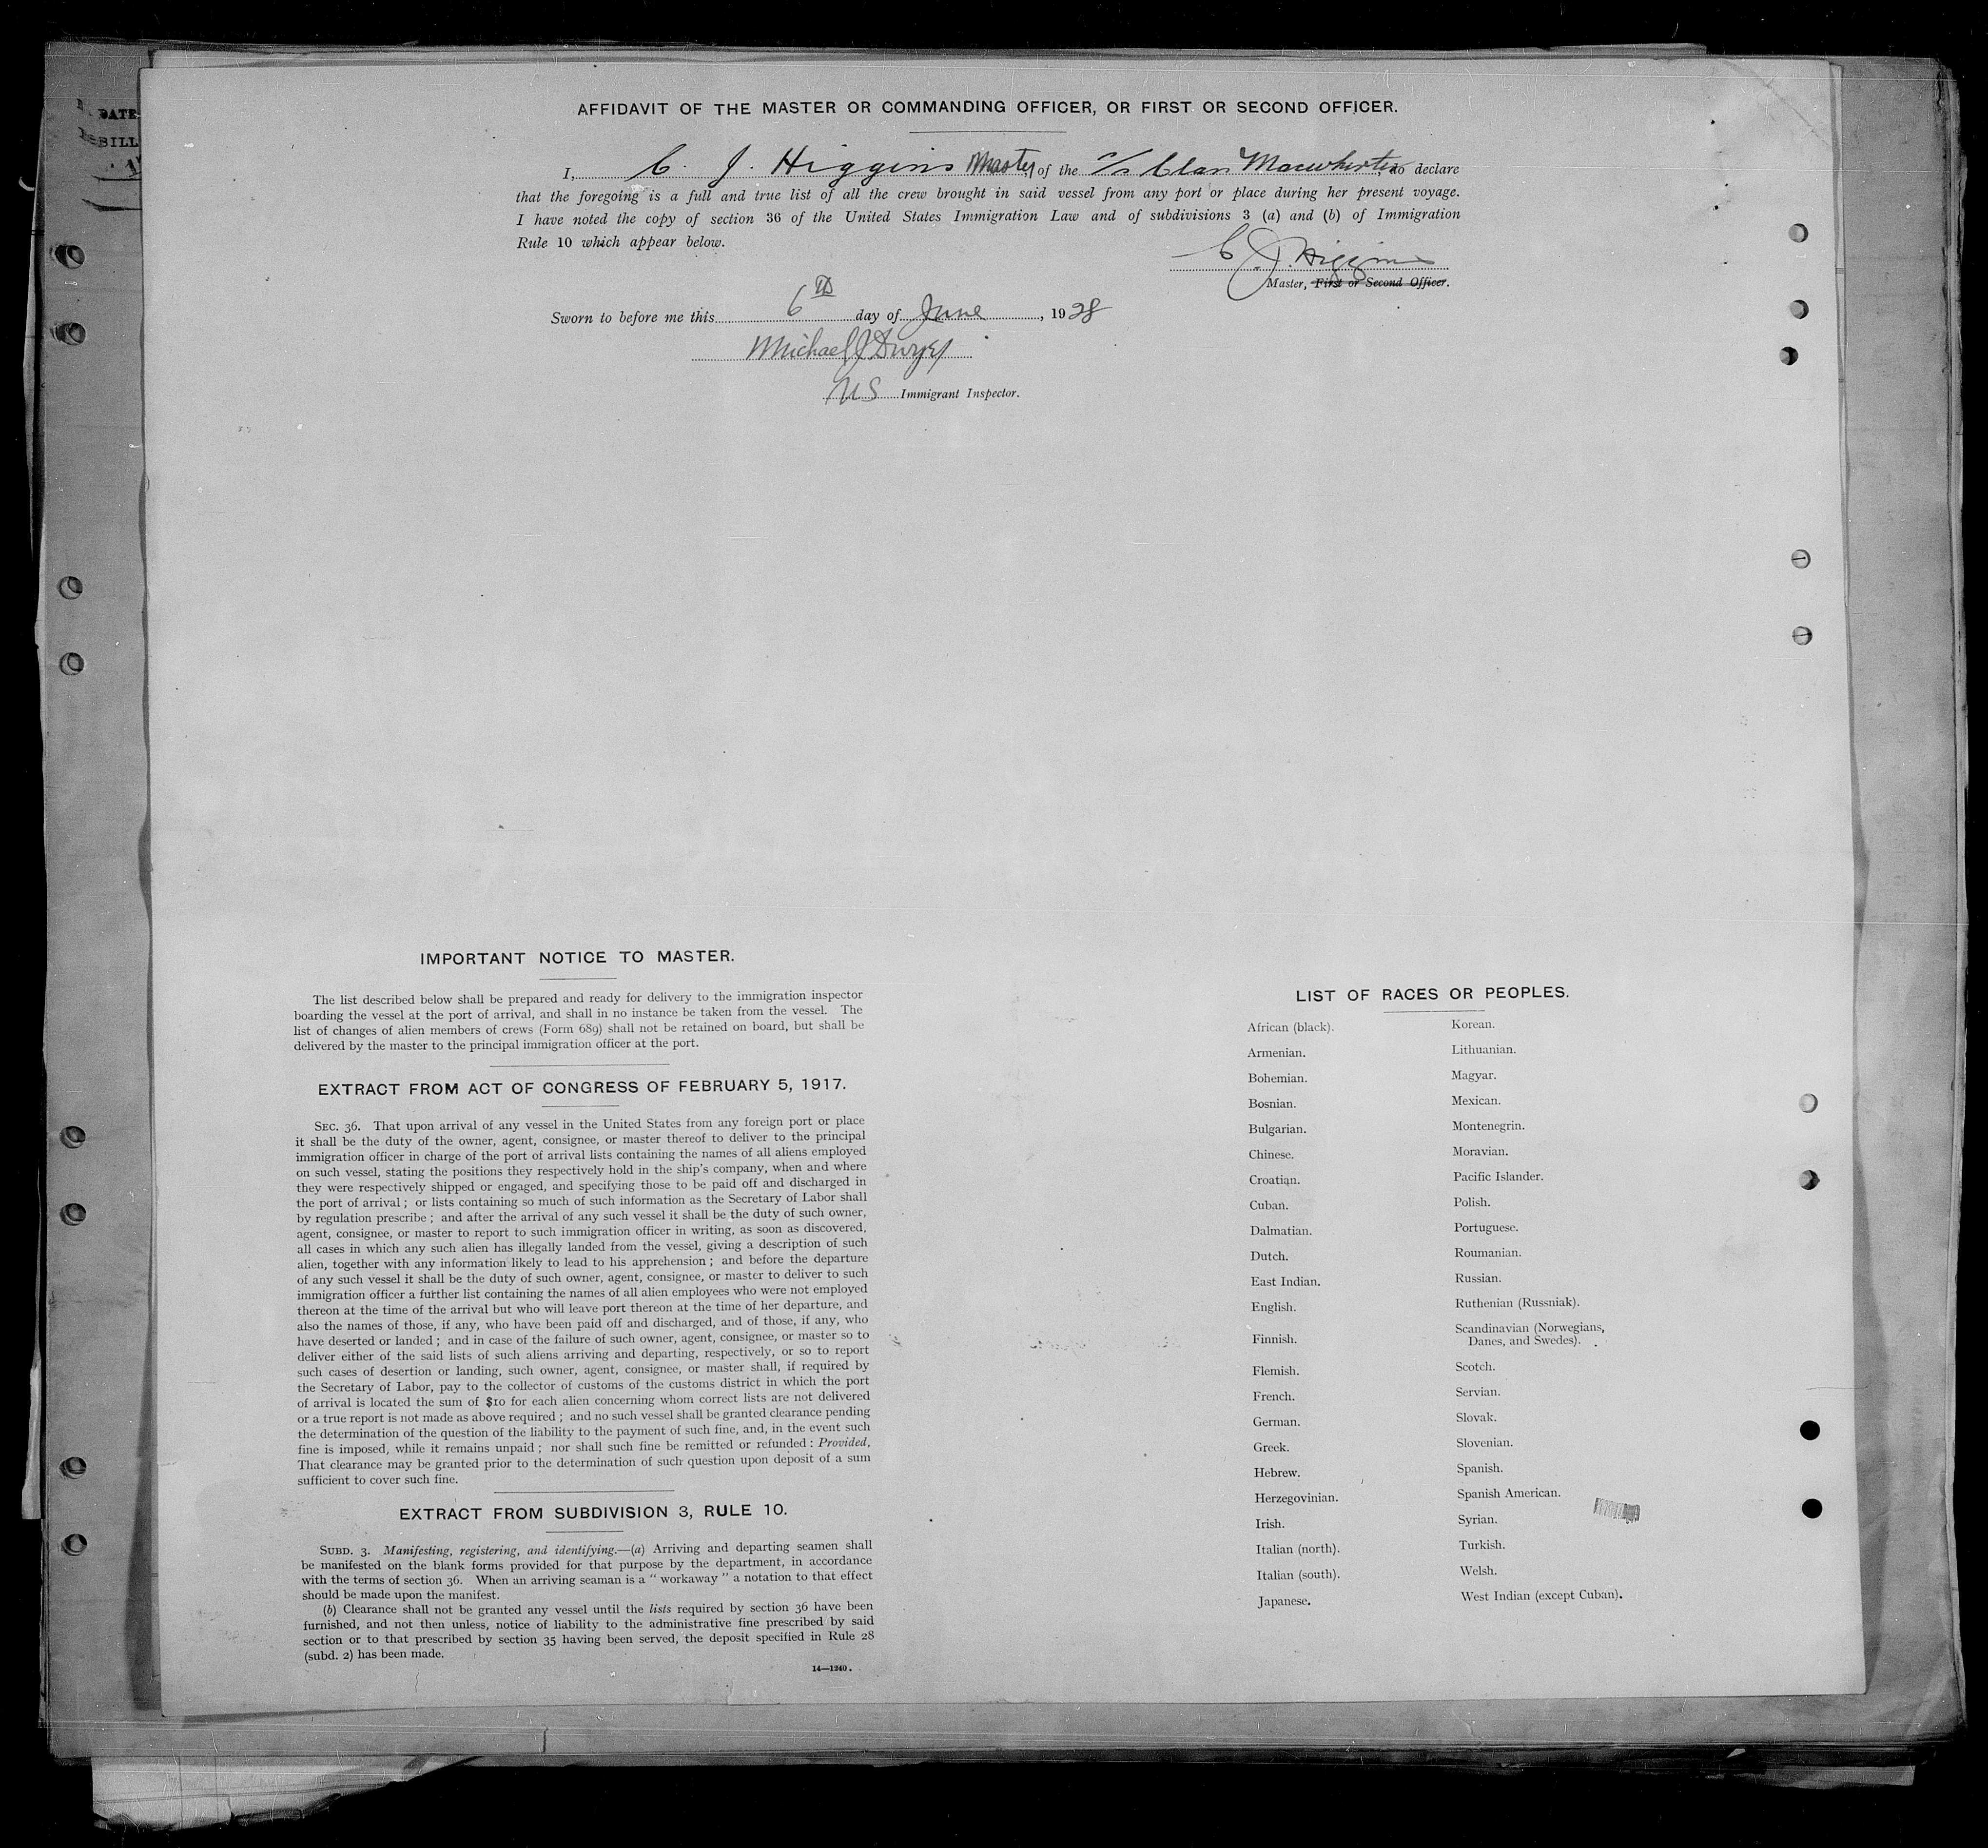 DATE
BILL
AFFIDAVIT OF THE MASTER OR COMMANDING OFFICER, OR FIRST OR SECOND OFFICER.
I, C. J. Higgins Master, of the s/s Clan Macwhirter, do declare
that the foregoing is a full and true list of all the crew brought in said vessel from any port or place during her present voyage.
I have noted the copy of section 36 of the United States Immigration Law and of subdivisions 3 (a) and (b) of Immigration
Rule 10 which appear below.
C. J. Higgins
Master, First or Second Officer.
Sworn to before me this 6th day of June, 1928
Michael J Dwyer
US Immigrant Inspector.
IMPORTANT NOTICE TO MASTER.
The list described below shall be prepared and ready for delivery to the immigration inspector
boarding the vessel at the port of arrival, and shall in no instance be taken from the vessel. The
list of changes of alien members of crews (Form 689) shall not be retained on board, but shall be
delivered by the master to the principal immigration officer at the port.
EXTRACT FROM ACT OF CONGRESS OF FEBRUARY 5, 1917.
SEC. 36. That upon arrival of any vessel in the United States from any foreign port or place
it shall be the duty of the owner, agent, consignee, or master thereof to deliver to the principal
immigration officer in charge of the port of arrival lists containing the names of all aliens employed
on such vessel, stating the positions they respectively hold in the ship's company, when and where
they were respectively shipped or engaged, and specifying those to be paid off and discharged in
the port of arrival; or lists containing so much of such information as the Secretary of Labor shall
by regulation prescribe; and after the arrival of any such vessel it shall be the duty of such owner,
agent, consignee, or master to report to such immigration officer in writing, as soon as discovered,
all cases in which any such alien has illegally landed from the vessel, giving a description of such
alien, together with any information likely to lead to his apprehension; and before the departure
of any such vessel it shall be the duty of such owner, agent, consignee, or master to deliver to such
immigration officer a further list containing the names of all alien employees who were not employed
thereon at the time of the arrival but who will leave port thereon at the time of her departure, and
also the names of those, if any, who have been paid off and discharged, and of those, if any, who
have deserted or landed; and in case of the failure of such owner, agent, consignee, or master so to
deliver either of the said lists of such aliens arriving and departing, respectively, or so to report
such cases of desertion or landing, such owner, agent, consignee, or master shall, if required by
the Secretary of Labor, pay to the collector of customs of the customs district in which the port
of arrival is located the sum of $10 for each alien concerning whom correct lists are not delivered
or a true report is not made as above required; and no such vessel shall be granted clearance pending
the determination of the question of the liability to the payment of such fine, and, in the event such
fine is imposed, while it remains unpaid; nor shall such fine be remitted or refunded: Provided,
That clearance may be granted prior to the determination of such question upon deposit of a sum
sufficient to cover such fine.
EXTRACT FROM SUBDIVISION 3, RULE 10.
SUBD. 3. Manifesting, registering, and identifying.—(a) Arriving and departing seamen shall
be manifested on the blank forms provided for that purpose by the department, in accordance
with the terms of section 36. When an arriving seaman is a "workaway" a notation to that effect
should be made upon the manifest.
(b) Clearance shall not be granted any vessel until the lists required by section 36 have been
furnished, and not then unless, notice of liability to the administrative fine prescribed by said
section or to that prescribed by section 35 having been served, the deposit specified in Rule 28
(subd. 2) has been made.
14—1240.
LIST OF RACES OR PEOPLES.
African (black).
Armenian.
Bohemian.
Bosnian.
Bulgarian.
Chinese.
Croatian.
Cuban.
Dalmatian.
Dutch.
East Indian.
English.
Finnish.
Flemish.
French.
German.
Greek.
Hebrew.
Herzegovinian.
Irish.
Italian (north).
Italian (south).
Japanese.
Korean.
Lithuanian.
Magyar.
Mexican.
Montenegrin.
Moravian.
Pacific Islander.
Polish.
Portuguese.
Roumanian.
Russian.
Ruthenian (Russniak).
Scandinavian (Norwegians,
Danes, and Swedes).
Scotch.
Servian.
Slovak.
Slovenian.
Spanish.
Spanish American.
Syrian.
Turkish.
Welsh.
West Indian (except Cuban).